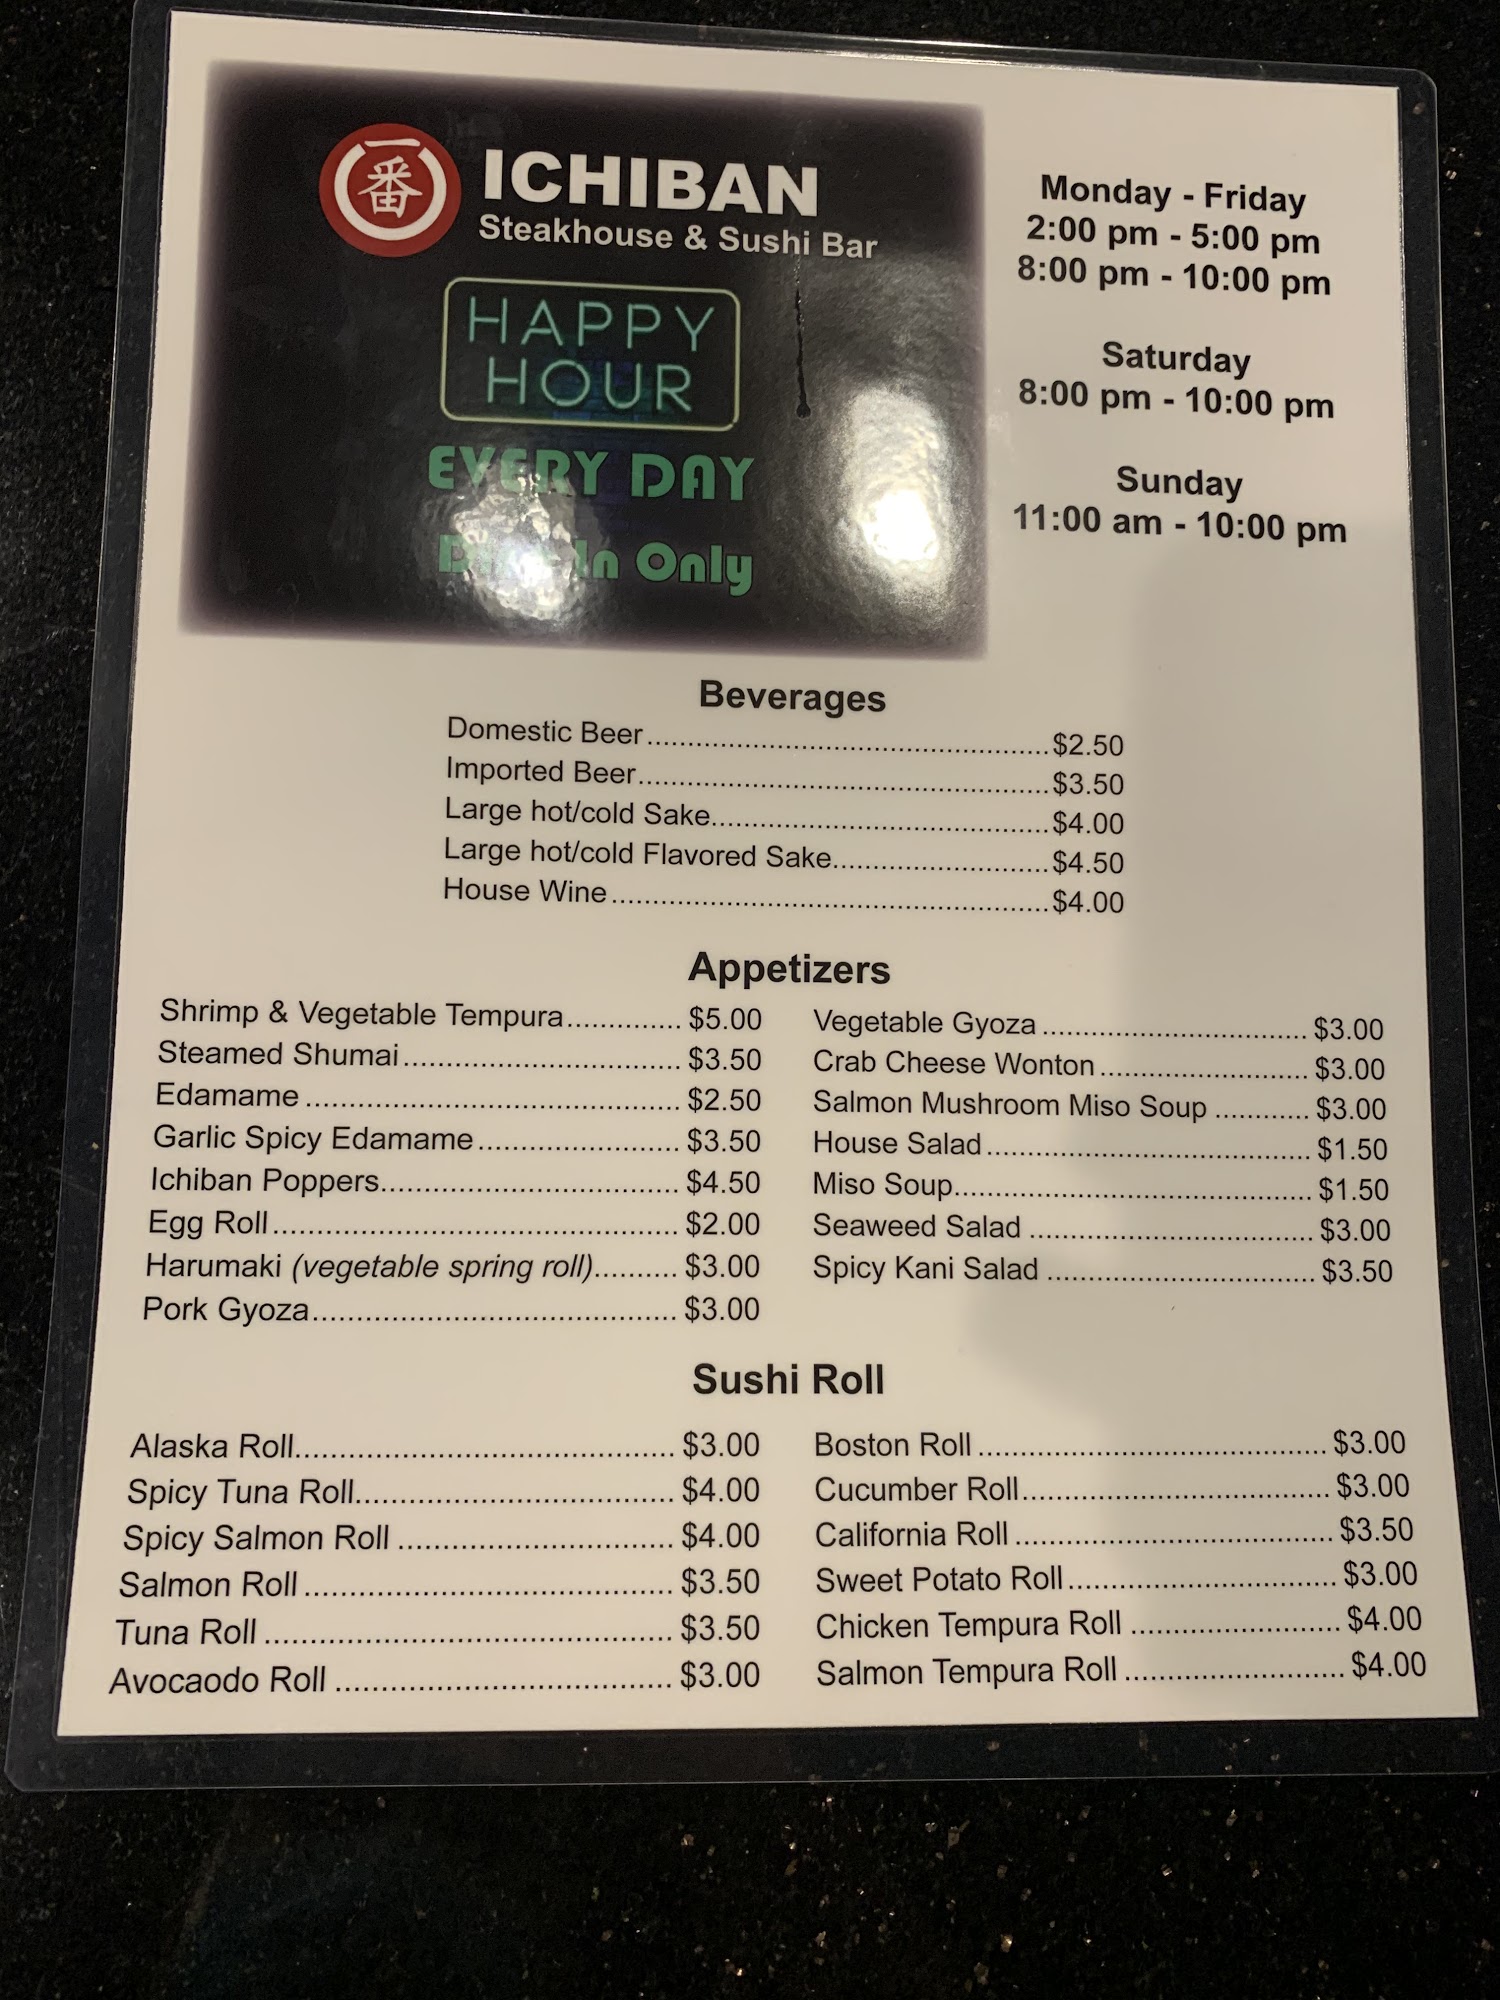 一番
ICHIBAN
Steakhouse & Sushi Bar
HAPPY
HOUR
EVERY DAY
Dine In Only
Monday - Friday
2:00 pm - 5:00 pm
8:00 pm - 10:00 pm
Saturday
8:00 pm - 10:00 pm
Sunday
11:00 am - 10:00 pm
Beverages
Domestic Beer $2.50
Imported Beer $3.50
Large hot/cold Sake $4.00
Large hot/cold Flavored Sake $4.50
House Wine $4.00
Appetizers
Shrimp & Vegetable Tempura $5.00
Steamed Shumai $3.50
Edamame $2.50
Garlic Spicy Edamame $3.50
Ichiban Poppers $4.50
Egg Roll $2.00
Harumaki (vegetable spring roll) $3.00
Pork Gyoza $3.00
Vegetable Gyoza $3.00
Crab Cheese Wonton $3.00
Salmon Mushroom Miso Soup $3.00
House Salad $1.50
Miso Soup $1.50
Seaweed Salad $3.00
Spicy Kani Salad $3.50
Sushi Roll
Alaska Roll $3.00
Spicy Tuna Roll $4.00
Spicy Salmon Roll $4.00
Salmon Roll $3.50
Tuna Roll $3.50
Avocaodo Roll $3.00
Boston Roll $3.00
Cucumber Roll $3.00
California Roll $3.50
Sweet Potato Roll $3.00
Chicken Tempura Roll $4.00
Salmon Tempura Roll $4.00